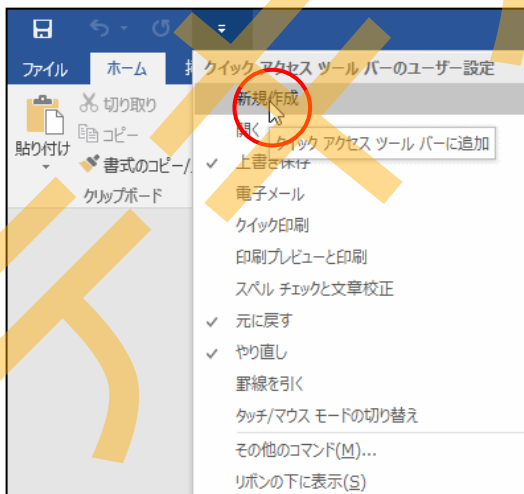 ファイル ホーム
クイック アクセス ツール バーのユーザー設定
切り取り
コピー
貼り付け
書式のコピー/
クリップボード
新規作成
開く
クイック アクセス ツール バーに追加
上書き保存
電子メール
クイック印刷
印刷プレビューと印刷
スペル チェックと文章校正
元に戻す
やり直し
罫線を引く
タッチ/マウス モードの切り替え
その他のコマンド(M)...
リボンの下に表示(S)